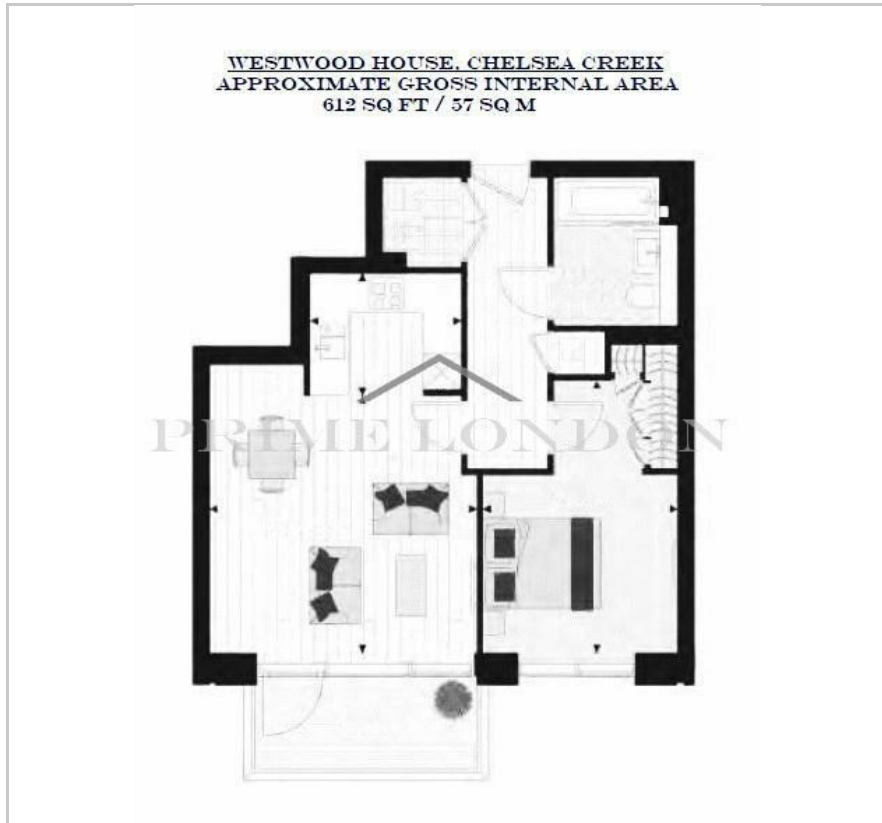 WESTWOOD HOUSE, CHELSEA CREEK
APPROXIMATE GROSS INTERNAL AREA
612 SQ FT / 57 SQ M
PRIME LONDON